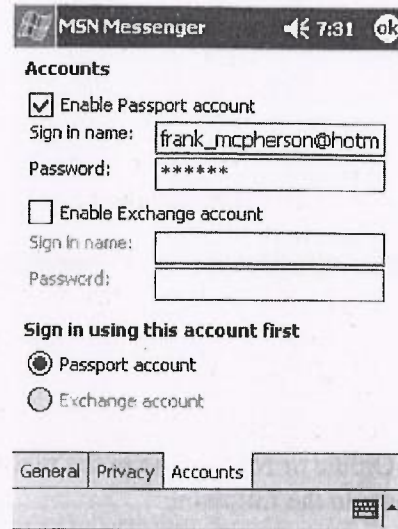 MSN Messenger 7:31 ok
Accounts
Enable Passport account
Sign in name: frank_mcpherson@hotm
Password: ******
Enable Exchange account
Sign in name:
Password:
Sign in using this account first
Passport account
Exchange account
General Privacy Accounts